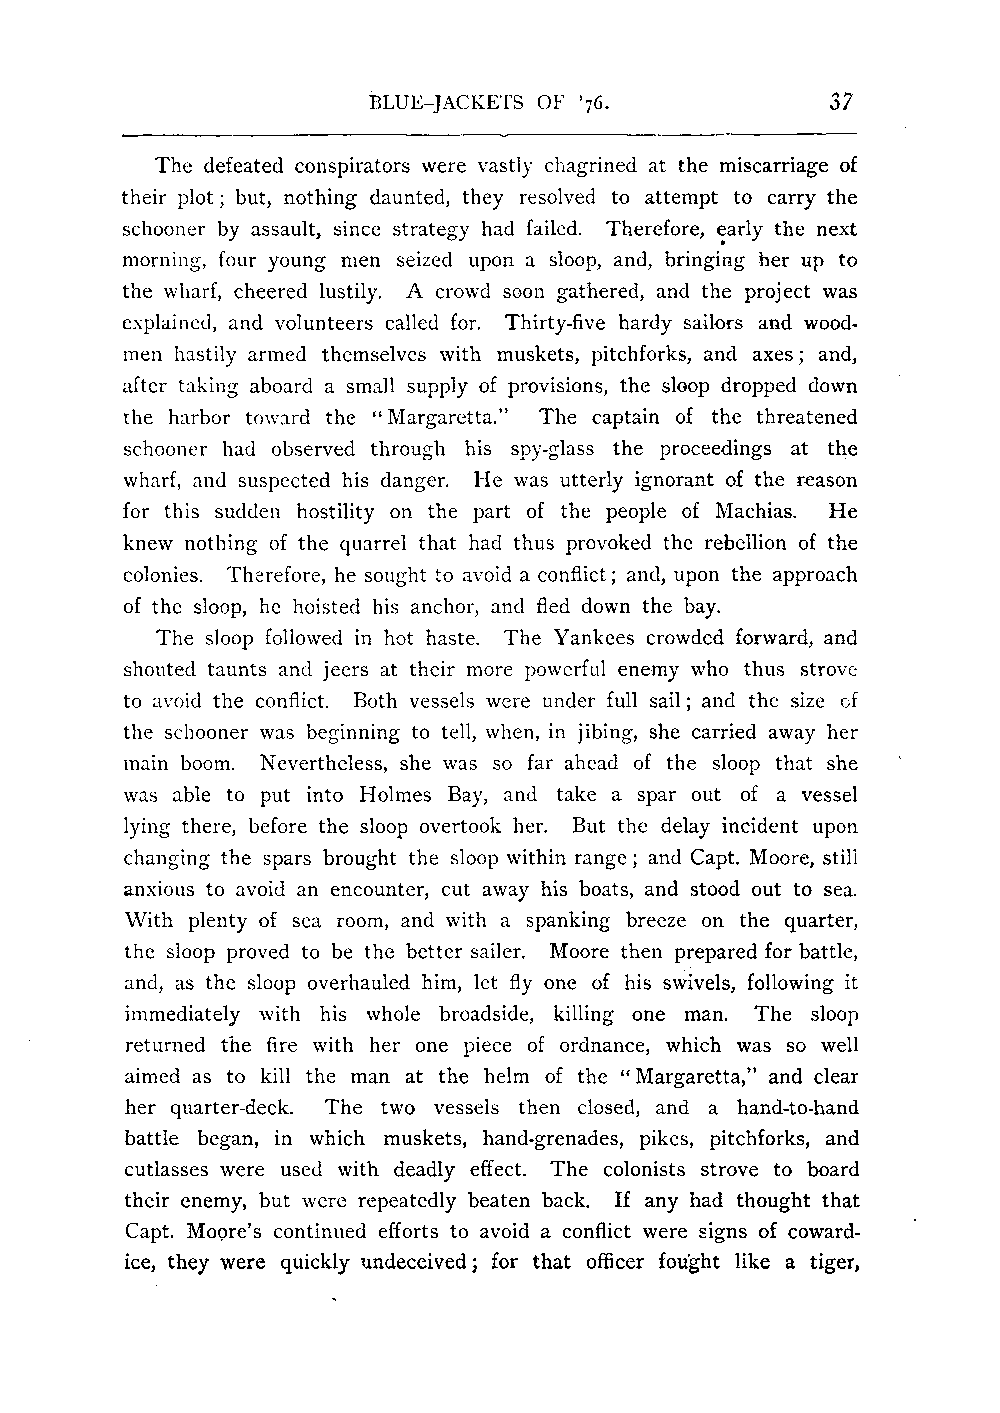 BLUE-JACKETS OF '76. 37
The defeated conspirators were vastly chagrined at the miscarriage of
their plot; but, nothing daunted, they resolved to attempt to carry the
schooner by assault, since strategy had failed. Therefore, early the next
morning, four young men seized upon a sloop, and, bringing her up to
the wharf, cheered lustily. A crowd soon gathered, and the project was
explained, and volunteers called for. Thirty-five hardy sailors and wood-
men hastily armed themselves with muskets, pitchforks, and axes; and,
after taking aboard a small supply of provisions, the sloop dropped down
the harbor toward the "Margaretta." The captain of the threatened
schooner had observed through his spy-glass the proceedings at the
wharf, and suspected his danger. He was utterly ignorant of the reason
for this sudden hostility on the part of the people of Machias. He
knew nothing of the quarrel that had thus provoked the rebellion of the
colonies. Therefore, he sought to avoid a conflict; and, upon the approach
of the sloop, he hoisted his anchor, and fled down the bay.
The sloop followed in hot haste. The Yankees crowded forward, and
shouted taunts and jeers at their more powerful enemy who thus strove
to avoid the conflict. Both vessels were under full sail; and the size of
the schooner was beginning to tell, when, in jibing, she carried away her
main boom. Nevertheless, she was so far ahead of the sloop that she
was able to put into Holmes Bay, and take a spar out of a vessel
lying there, before the sloop overtook her. But the delay incident upon
changing the spars brought the sloop within range; and Capt. Moore, still
anxious to avoid an encounter, cut away his boats, and stood out to sea.
With plenty of sea room, and with a spanking breeze on the quarter,
the sloop proved to be the better sailer. Moore then prepared for battle,
and, as the sloop overhauled him, let fly one of his swivels, following it
immediately with his whole broadside, killing one man. The sloop
returned the fire with her one piece of ordnance, which was so well
aimed as to kill the man at the helm of the "Margaretta," and clear
her quarter-deck. The two vessels then closed, and a hand-to-hand
battle began, in which muskets, hand-grenades, pikes, pitchforks, and
cutlasses were used with deadly effect. The colonists strove to board
their enemy, but were repeatedly beaten back. If any had thought that
Capt. Moore's continued efforts to avoid a conflict were signs of coward-
ice, they were quickly undeceived; for that officer fought like a tiger,